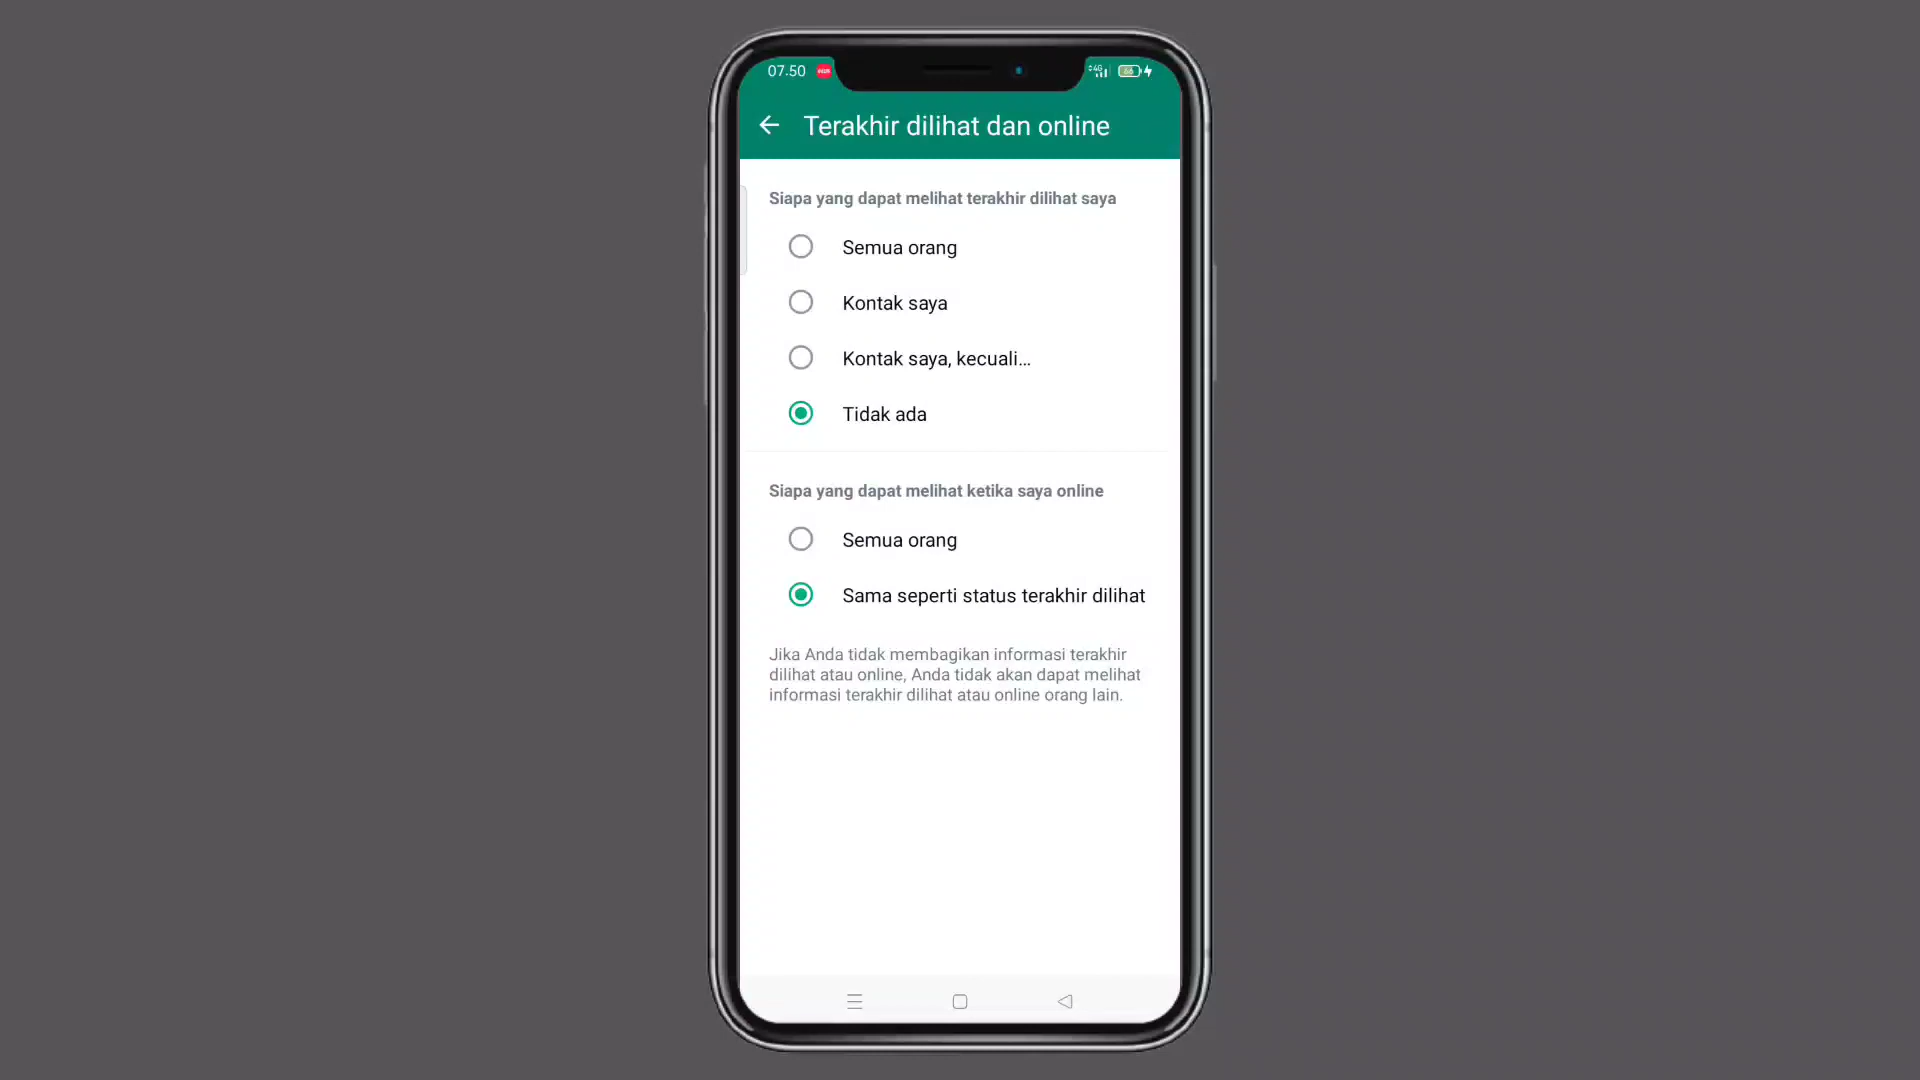 07.50
Terakhir dilihat dan online
Siapa yang dapat melihat terakhir dilihat saya
Semua orang
Kontak saya
Kontak saya, kecuali...
Tidak ada
Siapa yang dapat melihat ketika saya online
Semua orang
Sama seperti status terakhir dilihat
Jika Anda tidak membagikan informasi terakhir
dilihat atau online, Anda tidak akan dapat melihat
informasi terakhir dilihat atau online orang lain.